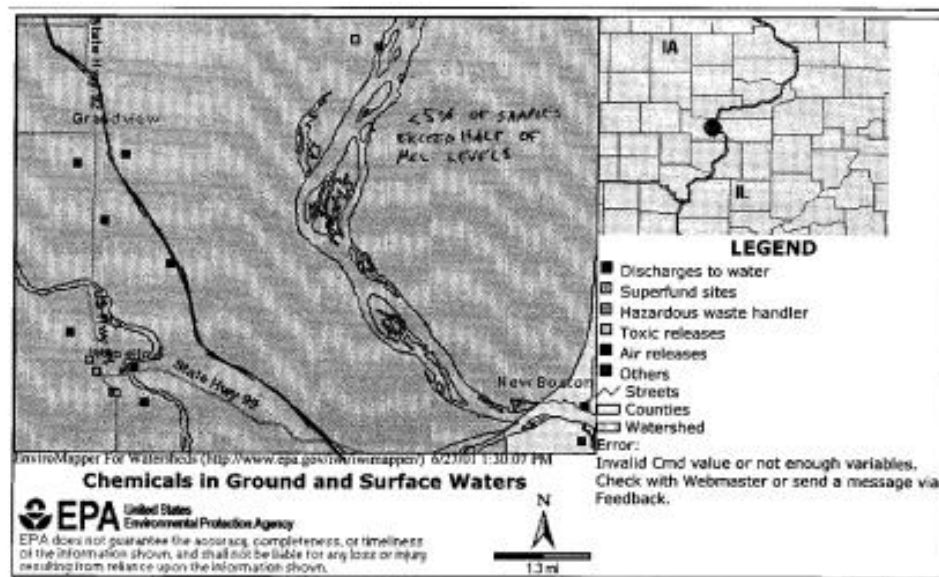 State Hwy 92
Grandview
<5% OF SAMPLES
EXCEED HALF OF
MCL LEVELS
State Hwy 99
New Boston
IA
IL
LEGEND
Discharges to water
Superfund sites
Hazardous waste handler
Toxic releases
Air releases
Others
Streets
Counties
Watershed
Error:
Invalid Cmd value or not enough variables.
Check with Webmaster or send a message via
Feedback.
EnviroMapper For Watersheds (http://www.epa.gov/iwi/iwimapper/) 6/27/01 1:30:07 PM
Chemicals in Ground and Surface Waters
EPA United States
Environmental Protection Agency
EPA does not guarantee the accuracy, completeness, or timeliness
of the information shown, and shall not be liable for any loss or injury
resulting from reliance upon the information shown.
N
1.3 mi